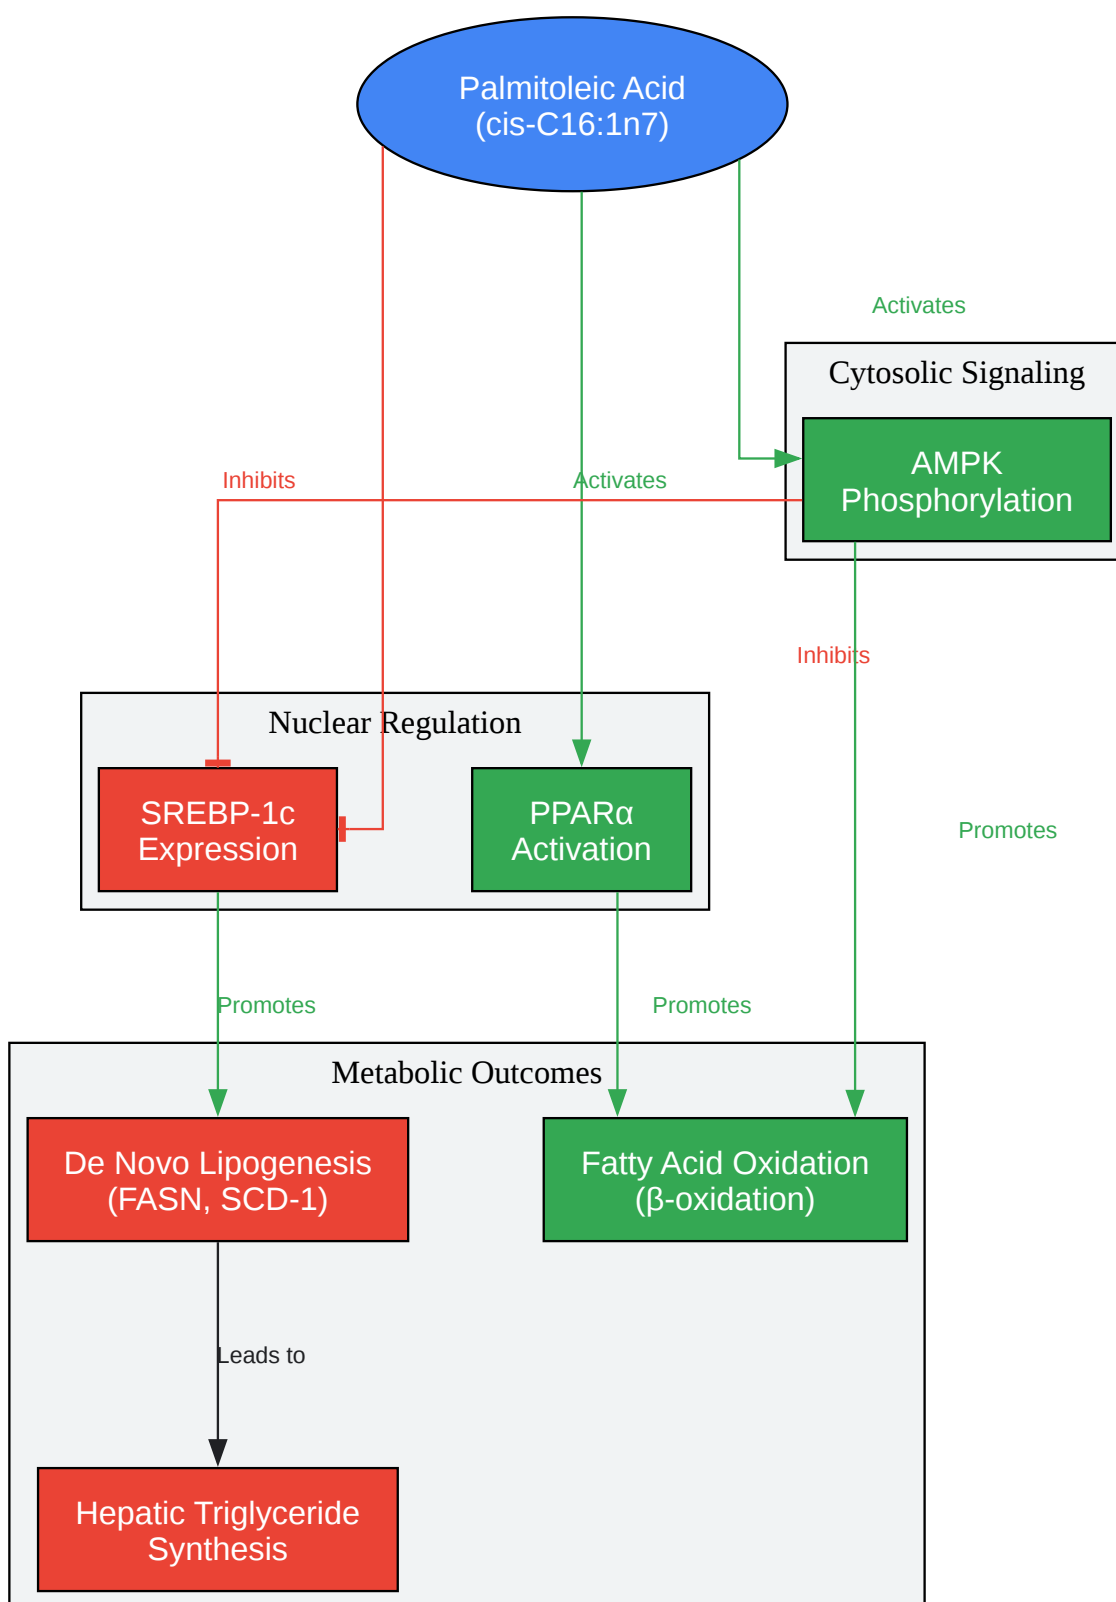 Palmitoleic Acid
(cis-C16:1n7)
Activates
Cytosolic Signaling
AMPK
Phosphorylation
Inhibits
Activates
Inhibits
Nuclear Regulation
SREBP-1c
Expression
PPARα
Activation
Promotes
Promotes
Promotes
Metabolic Outcomes
De Novo Lipogenesis
(FASN, SCD-1)
Fatty Acid Oxidation
(β-oxidation)
Leads to
Hepatic Triglyceride
Synthesis